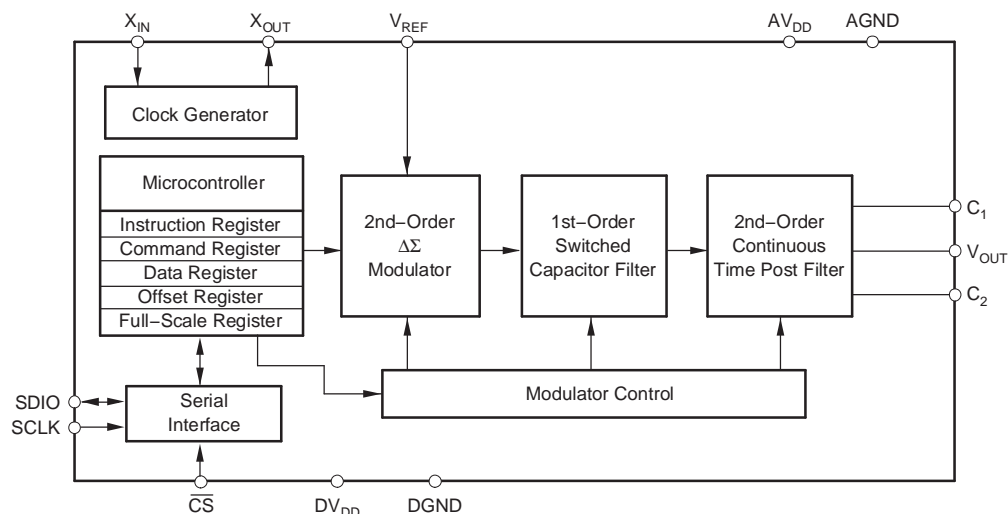 X_IN
X_OUT
V_REF
AV_DD
AGND
Clock Generator
Microcontroller
Instruction Register
Command Register
Data Register
Offset Register
Full−Scale Register
2nd-Order
ΔΣ
Modulator
1st−Order
Switched
Capacitor Filter
2nd−Order
Continuous
Time Post Filter
C_1
V_OUT
C_2
Modulator Control
SDIO
SCLK
Serial
Interface
C̅S̅
DV_DD
DGND